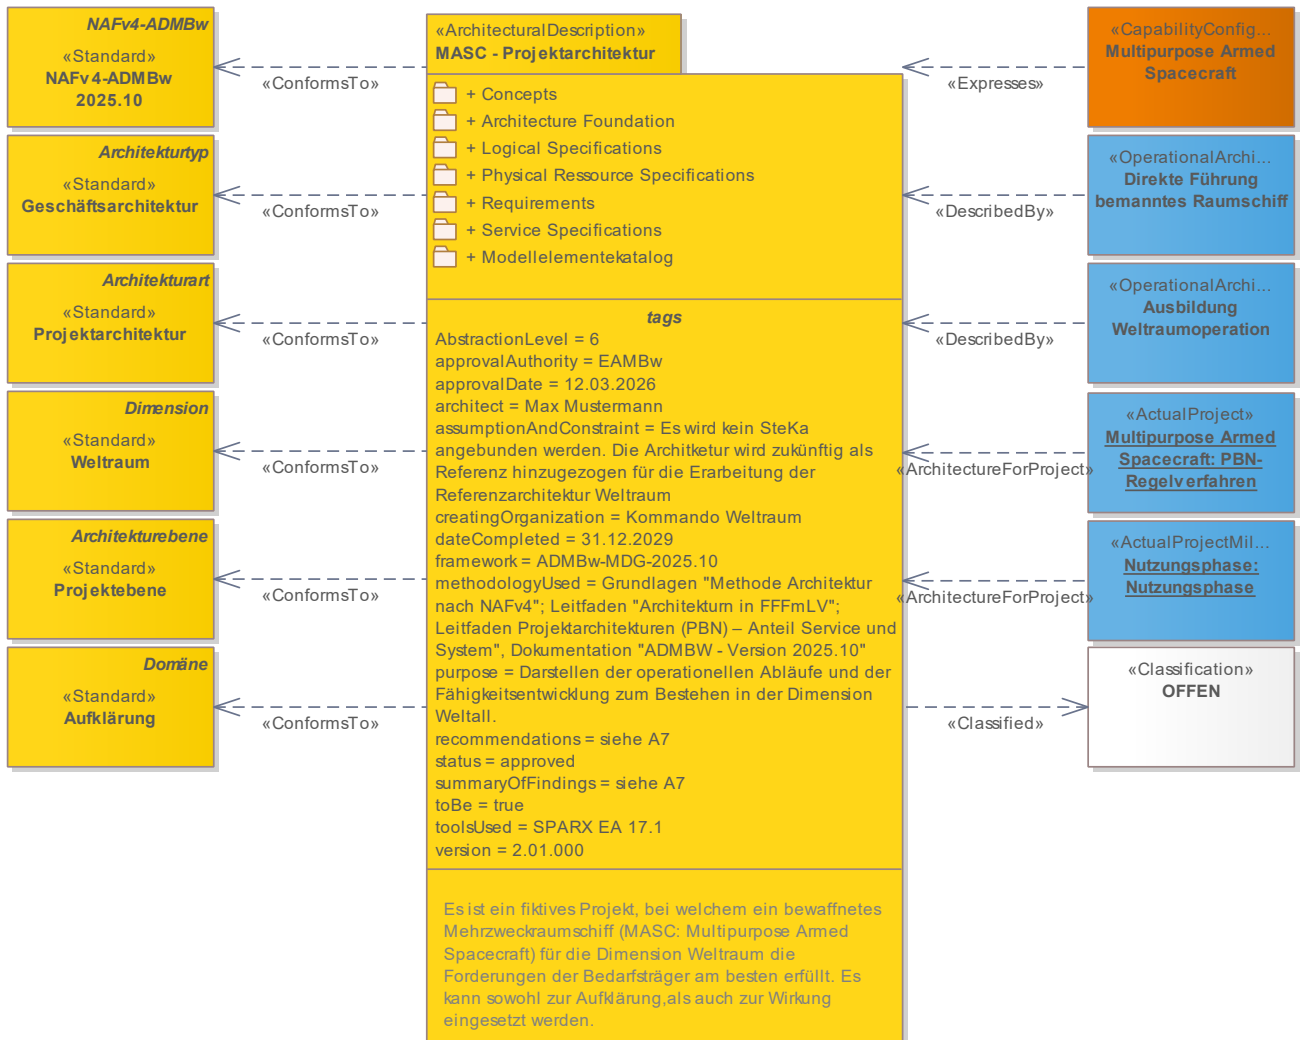 NAFv4-ADMBw
«Standard»
NAFv4-ADMBw
2025.10
Architekturtyp
«Standard»
Geschäftsarchitektur
Architekturart
«Standard»
Projektarchitektur
Dimension
«Standard»
Weltraum
Architekturebene
«Standard»
Projektebene
Domäne
«Standard»
Aufklärung
«ConformsTo»
«ConformsTo»
«ConformsTo»
«ConformsTo»
«ConformsTo»
«ConformsTo»
«ArchitecturalDescription»
MASC - Projektarchitektur
+ Concepts
+ Architecture Foundation
+ Logical Specifications
+ Physical Ressource Specifications
+ Requirements
+ Service Specifications
+ Modellelementekatalog
tags
AbstractionLevel = 6
approvalAuthority = EAMBw
approvalDate = 12.03.2026
architect = Max Mustermann
assumptionAndConstraint = Es wird kein SteKa
angebunden werden. Die Architketur wird zukünftig als
Referenz hinzugezogen für die Erarbeitung der
Referenzarchitektur Weltraum
creatingOrganization = Kommando Weltraum
dateCompleted = 31.12.2029
framework = ADMBw-MDG-2025.10
methodologyUsed = Grundlagen "Methode Architektur
nach NAFv4"; Leitfaden "Architekturn in FFFmLV";
Leitfaden Projektarchitekturen (PBN) – Anteil Service und
System", Dokumentation "ADMBW - Version 2025.10"
purpose = Darstellen der operationellen Abläufe und der
Fähigkeitsentwicklung zum Bestehen in der Dimension
Weltall.
recommendations = siehe A7
status = approved
summaryOfFindings = siehe A7
toBe = true
toolsUsed = SPARX EA 17.1
version = 2.01.000
Es ist ein fiktives Projekt, bei welchem ein bewaffnetes
Mehrzweckraumschiff (MASC: Multipurpose Armed
Spacecraft) für die Dimension Weltraum die
Forderungen der Bedarfsträger am besten erfüllt. Es
kann sowohl zur Aufklärung,als auch zur Wirkung
eingesetzt werden.
«Expresses»
«DescribedBy»
«DescribedBy»
«ArchitectureForProject»
«ArchitectureForProject»
«Classified»
«CapabilityConfig...
Multipurpose Armed
Spacecraft
«OperationalArchi...
Direkte Führung
bemanntes Raumschiff
«OperationalArchi...
Ausbildung
Weltraumoperation
«ActualProject»
Multipurpose Armed
Spacecraft: PBN-
Regelverfahren
«ActualProjectMil...
Nutzungsphase:
Nutzungsphase
«Classification»
OFFEN